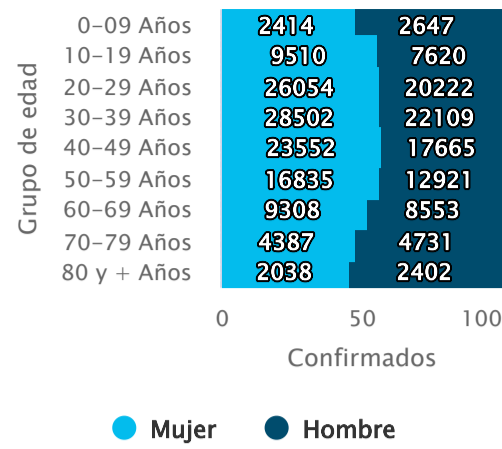 0-09 Años 2414 2647
10-19 Años 9510 7620
20-29 Años 26054 20222
30-39 Años 28502 22109
40-49 Años 23552 17665
50-59 Años 16835 12921
60-69 Años 9308 8553
70-79 Años 4387 4731
80 y + Años 2038 2402
Grupo de edad
0 50 100
Confirmados
Mujer Hombre